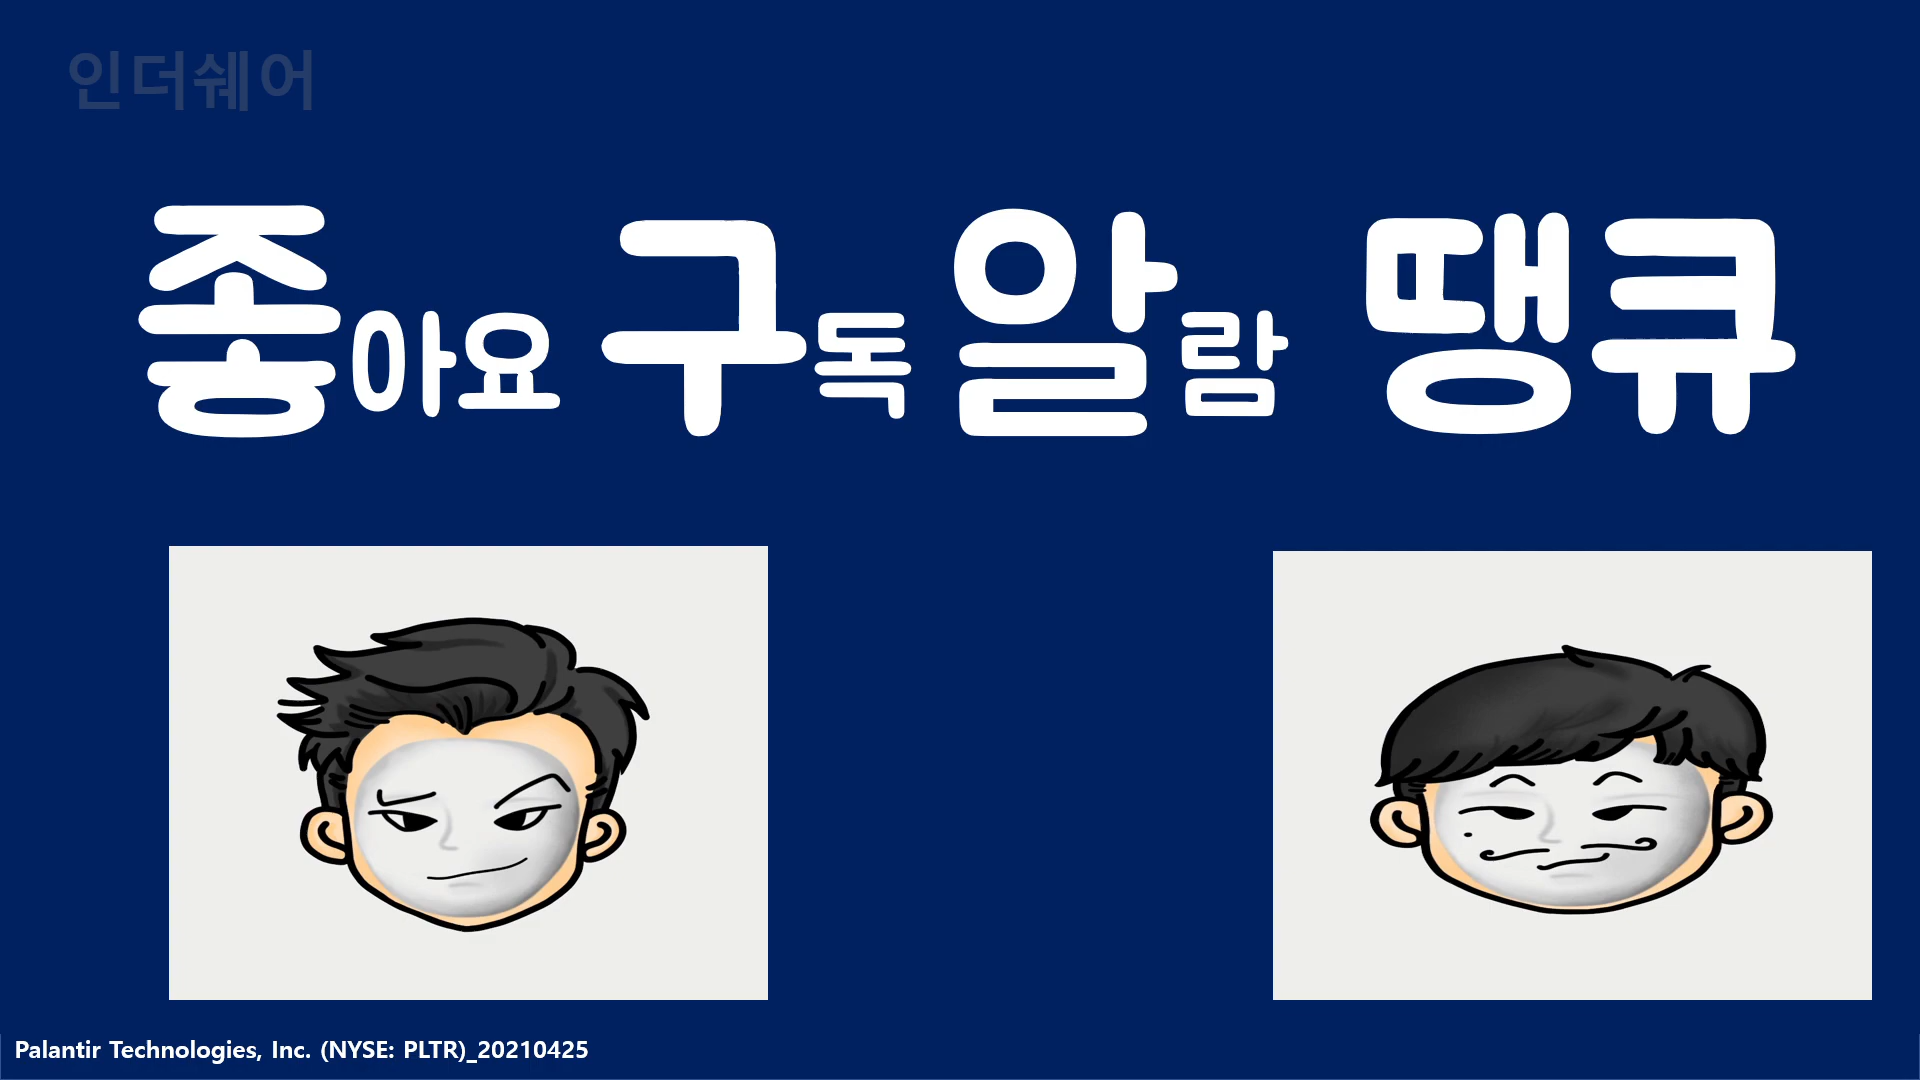 인더쉐어
좋아요 구독 알람 땡큐
Palantir Technologies, Inc. (NYSE: PLTR)_20210425